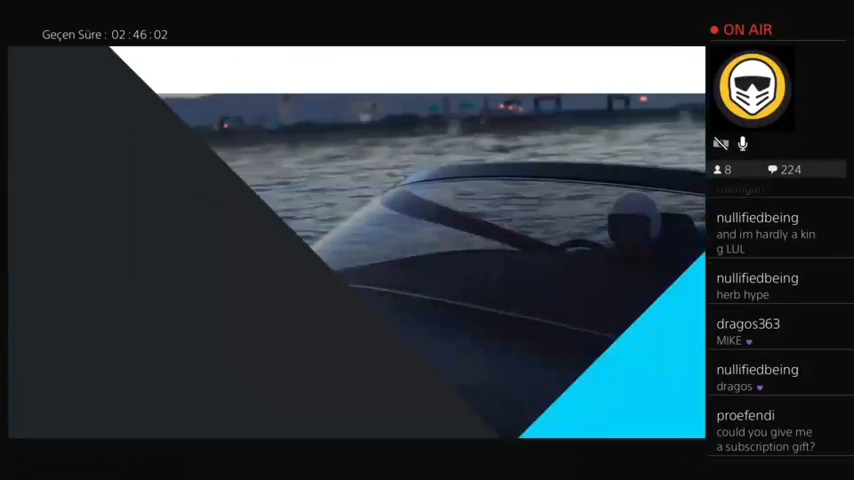 Geçen Süre : 02 : 46 : 02
ON AIR
8 224
michigan
nullifiedbeing
and im hardly a kin
g LUL
nullifiedbeing
herb hype
dragos363
MIKE
nullifiedbeing
dragos
proefendi
could you give me
a subscription gift?